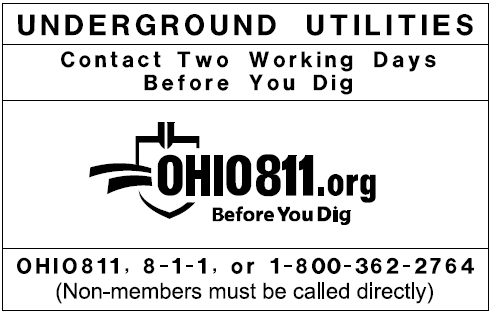 UNDERGROUND UTILITIES
Contact Two Working Days
Before You Dig
OHIO811.org
Before You Dig
OHIO811, 8-1-1, or 1-800-362-2764
(Non-members must be called directly)